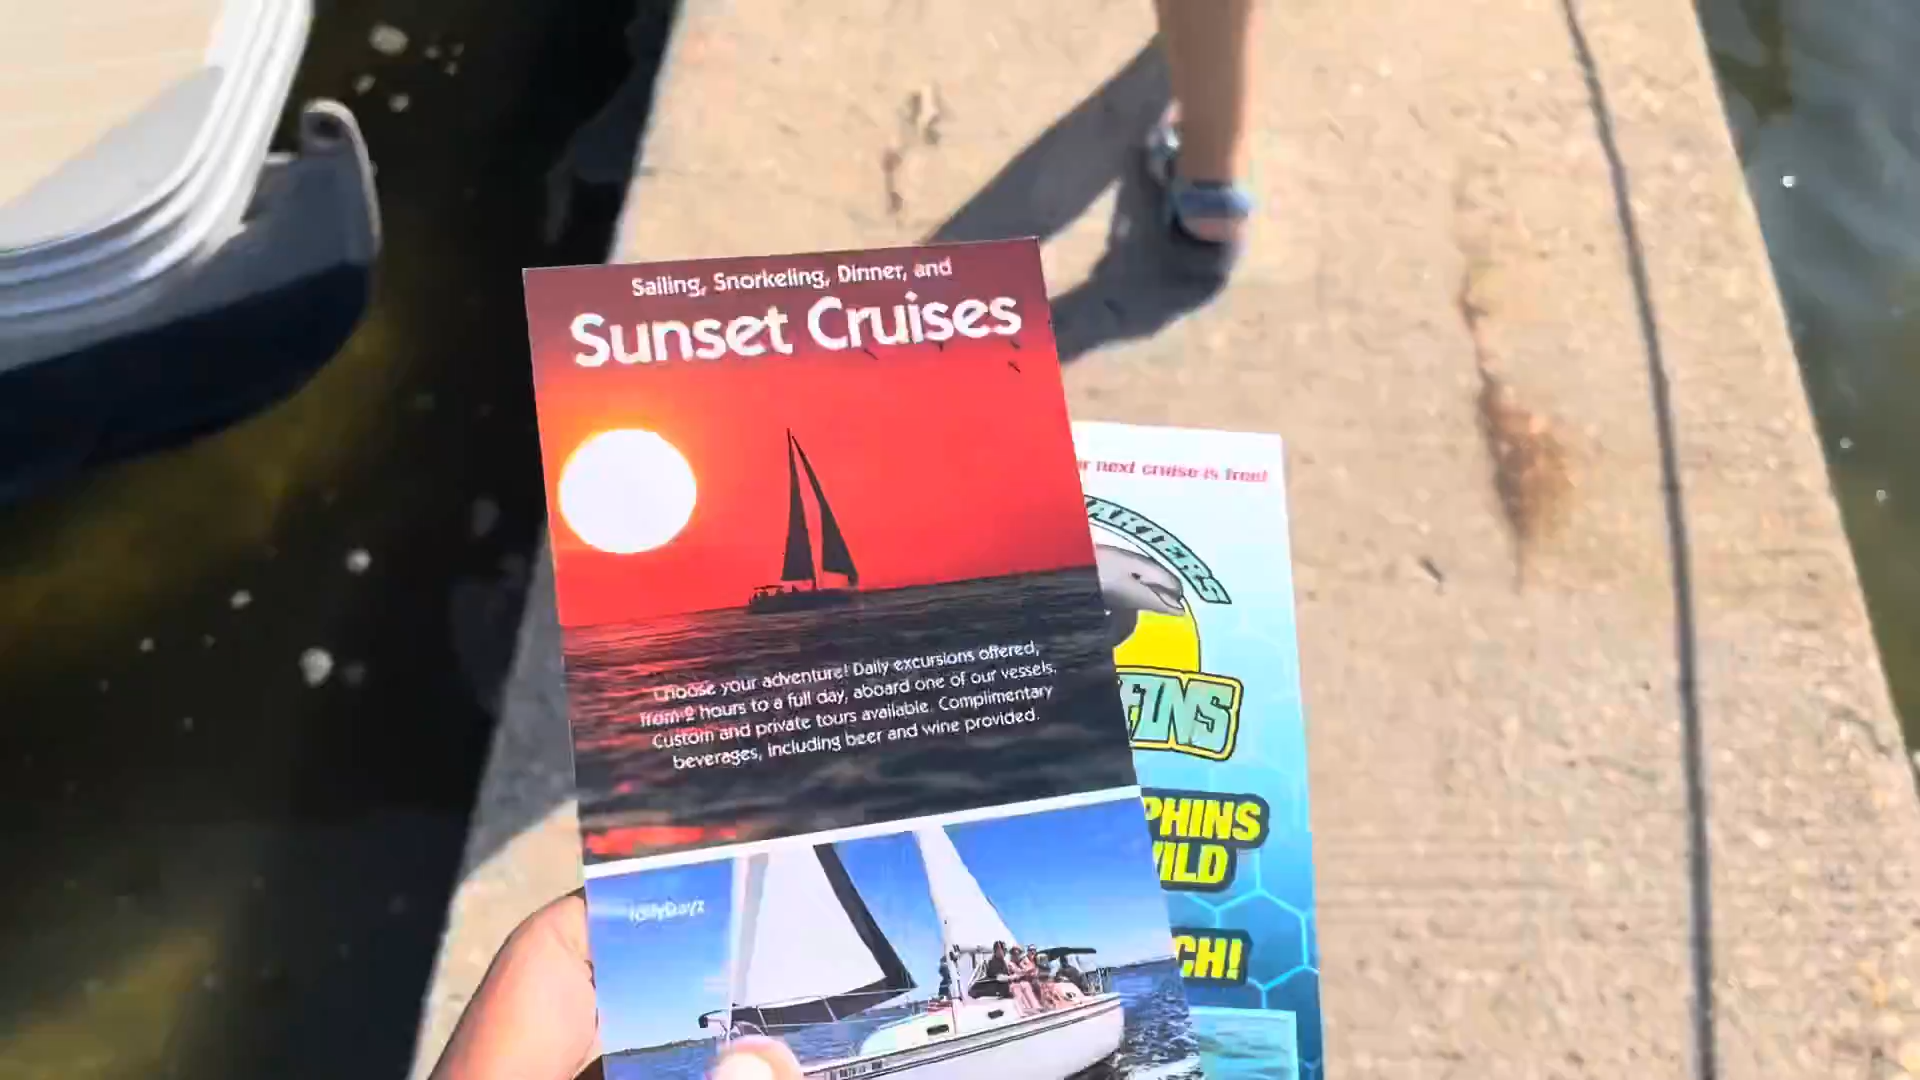 Sailing, Snorkeling, Dinner, and
Sunset Cruises
Choose your adventure! Daily excursions offered,
from 2 hours to a full day, aboard one of our vessels.
Custom and private tours available. Complimentary
beverages, including beer and wine provided.
r next cruise is free!
FINS
PHINS
ILD
CH!